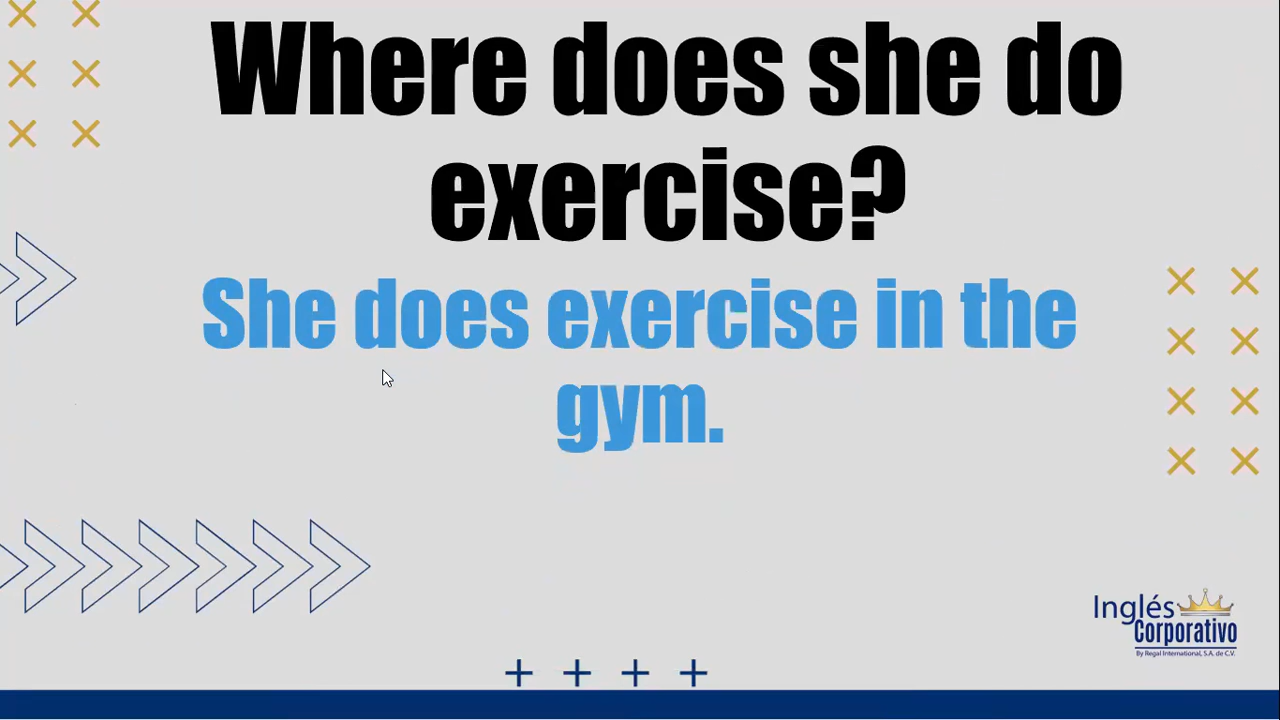 Where does she do
exercise?
She does exercise in the
gym.
Inglés
Corporativo
By Regal International, S.A. de C.V.